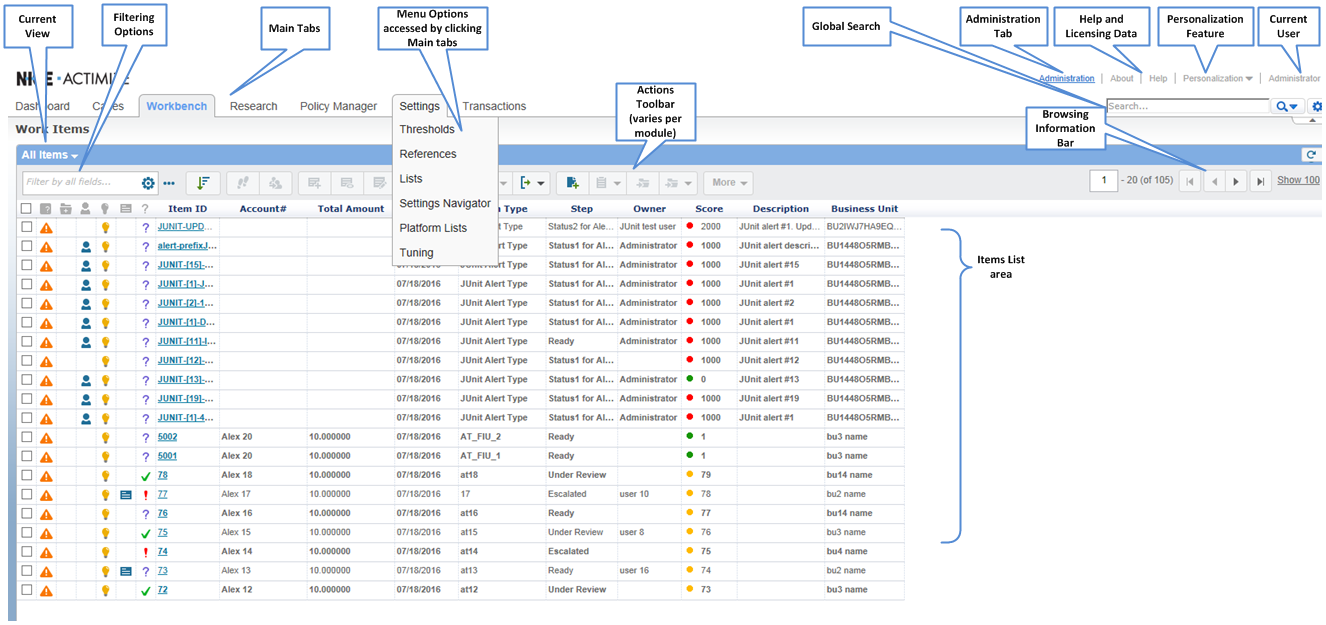 Current View
Filtering Options
Main Tabs
Menu Options accessed by clicking Main tabs
Global Search
Administration Tab
Help and Licensing Data
Personalization Feature
Current User
Actions Toolbar (varies per module)
Browsing Information Bar
Items List area
NICE · ACTIMIZE
Administration | About | Help | Personalization | Administrator
Dashboard Cases Workbench Research Policy Manager Settings Transactions
Search...
Work Items
All Items
Thresholds
References
Lists
Settings Navigator
Platform Lists
Tuning
Filter by all fields... More 1 - 20 (of 105) Show 100
? Item ID Account# Total Amount Type Step Owner Score Description Business Unit
? JUNIT-UPD... t Type Status2 for Ale... JUnit test user 2000 JUnit alert #1. Upd... BU2IWJ7HA9EQ...
? alert-prefixJ... Type Status1 for Al... Administrator 1000 JUnit alert descri... BU1448O5RMB...
? JUNIT-[15]-... 07/18/2016 JUnit Alert Type Status1 for Al... Administrator 1000 JUnit alert #15 BU1448O5RMB...
? JUNIT-[1]-J... 07/18/2016 JUnit Alert Type Status1 for Al... Administrator 1000 JUnit alert #1 BU1448O5RMB...
? JUNIT-[2]-1... 07/18/2016 JUnit Alert Type Status1 for Al... Administrator 1000 JUnit alert #2 BU1448O5RMB...
? JUNIT-[1]-D... 07/18/2016 JUnit Alert Type Status1 for Al... Administrator 1000 JUnit alert #1 BU1448O5RMB...
? JUNIT-[11]-I... 07/18/2016 JUnit Alert Type Ready Administrator 1000 JUnit alert #11 BU1448O5RMB...
? JUNIT-[12]-... 07/18/2016 JUnit Alert Type Status1 for Al... 1000 JUnit alert #12 BU1448O5RMB...
? JUNIT-[13]-... 07/18/2016 JUnit Alert Type Status1 for Al... Administrator 0 JUnit alert #13 BU1448O5RMB...
? JUNIT-[19]-... 07/18/2016 JUnit Alert Type Status1 for Al... Administrator 1000 JUnit alert #19 BU1448O5RMB...
? JUNIT-[1]-4... 07/18/2016 JUnit Alert Type Status1 for Al... Administrator 1000 JUnit alert #1 BU1448O5RMB...
? 5002 Alex 20 10.000000 07/18/2016 AT_FIU_2 Ready 1 bu3 name
? 5001 Alex 20 10.000000 07/18/2016 AT_FIU_1 Ready 1 bu3 name
78 Alex 18 10.000000 07/18/2016 at18 Under Review 79 bu14 name
! 77 Alex 17 10.000000 07/18/2016 17 Escalated user 10 78 bu2 name
? 76 Alex 16 10.000000 07/18/2016 at16 Ready 77 bu14 name
75 Alex 15 10.000000 07/18/2016 at15 Under Review user 8 76 bu3 name
! 74 Alex 14 10.000000 07/18/2016 at14 Escalated 75 bu4 name
? 73 Alex 13 10.000000 07/18/2016 at13 Ready user 16 74 bu2 name
72 Alex 12 10.000000 07/18/2016 at12 Under Review 73 bu3 name